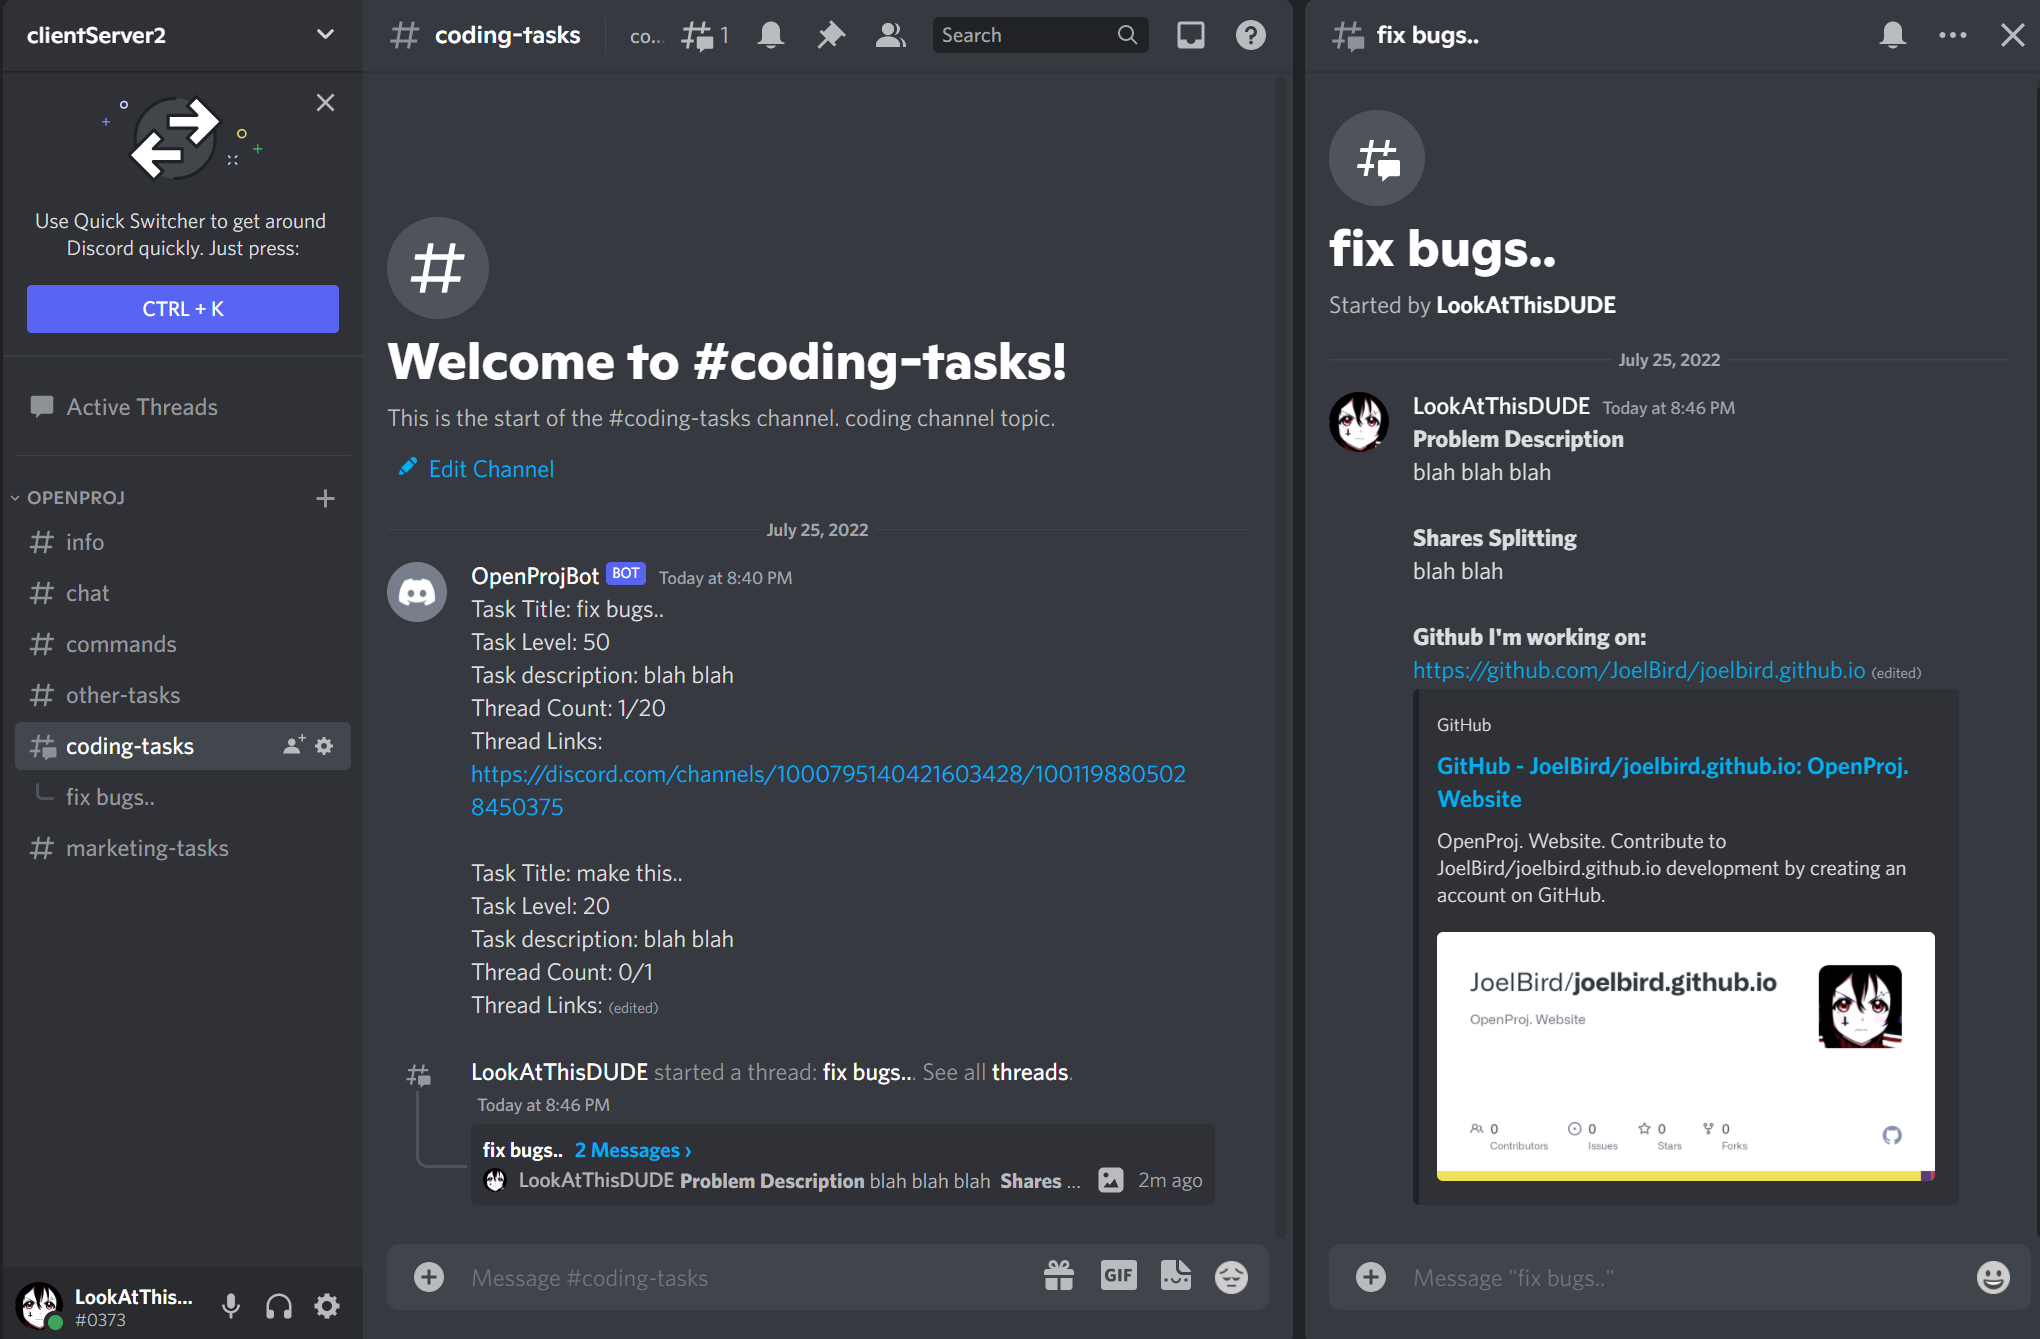 clientServer2
Use Quick Switcher to get around
Discord quickly. Just press:
CTRL + K
Active Threads
OPENPROJ
info
chat
commands
other-tasks
coding-tasks
fix bugs..
marketing-tasks
LookAtThis...
#0373
coding-tasks
co...
1
Search
Welcome to #coding-tasks!
This is the start of the #coding-tasks channel. coding channel topic.
Edit Channel
July 25, 2022
OpenProjBot BOT Today at 8:40 PM
Task Title: fix bugs..
Task Level: 50
Task description: blah blah
Thread Count: 1/20
Thread Links:
https://discord.com/channels/1000795140421603428/100119880502
8450375
Task Title: make this..
Task Level: 20
Task description: blah blah
Thread Count: 0/1
Thread Links: (edited)
LookAtThisDUDE started a thread: fix bugs... See all threads.
Today at 8:46 PM
fix bugs.. 2 Messages ›
LookAtThisDUDE Problem Description blah blah blah Shares ... 2m ago
Message #coding-tasks
GIF
fix bugs..
fix bugs..
Started by LookAtThisDUDE
July 25, 2022
LookAtThisDUDE Today at 8:46 PM
Problem Description
blah blah blah
Shares Splitting
blah blah
Github I'm working on:
https://github.com/JoelBird/joelbird.github.io (edited)
GitHub
GitHub - JoelBird/joelbird.github.io: OpenProj.
Website
OpenProj. Website. Contribute to
JoelBird/joelbird.github.io development by creating an
account on GitHub.
JoelBird/joelbird.github.io
OpenProj. Website
0 0 0 0
Contributors Issues Stars Forks
Message "fix bugs.."